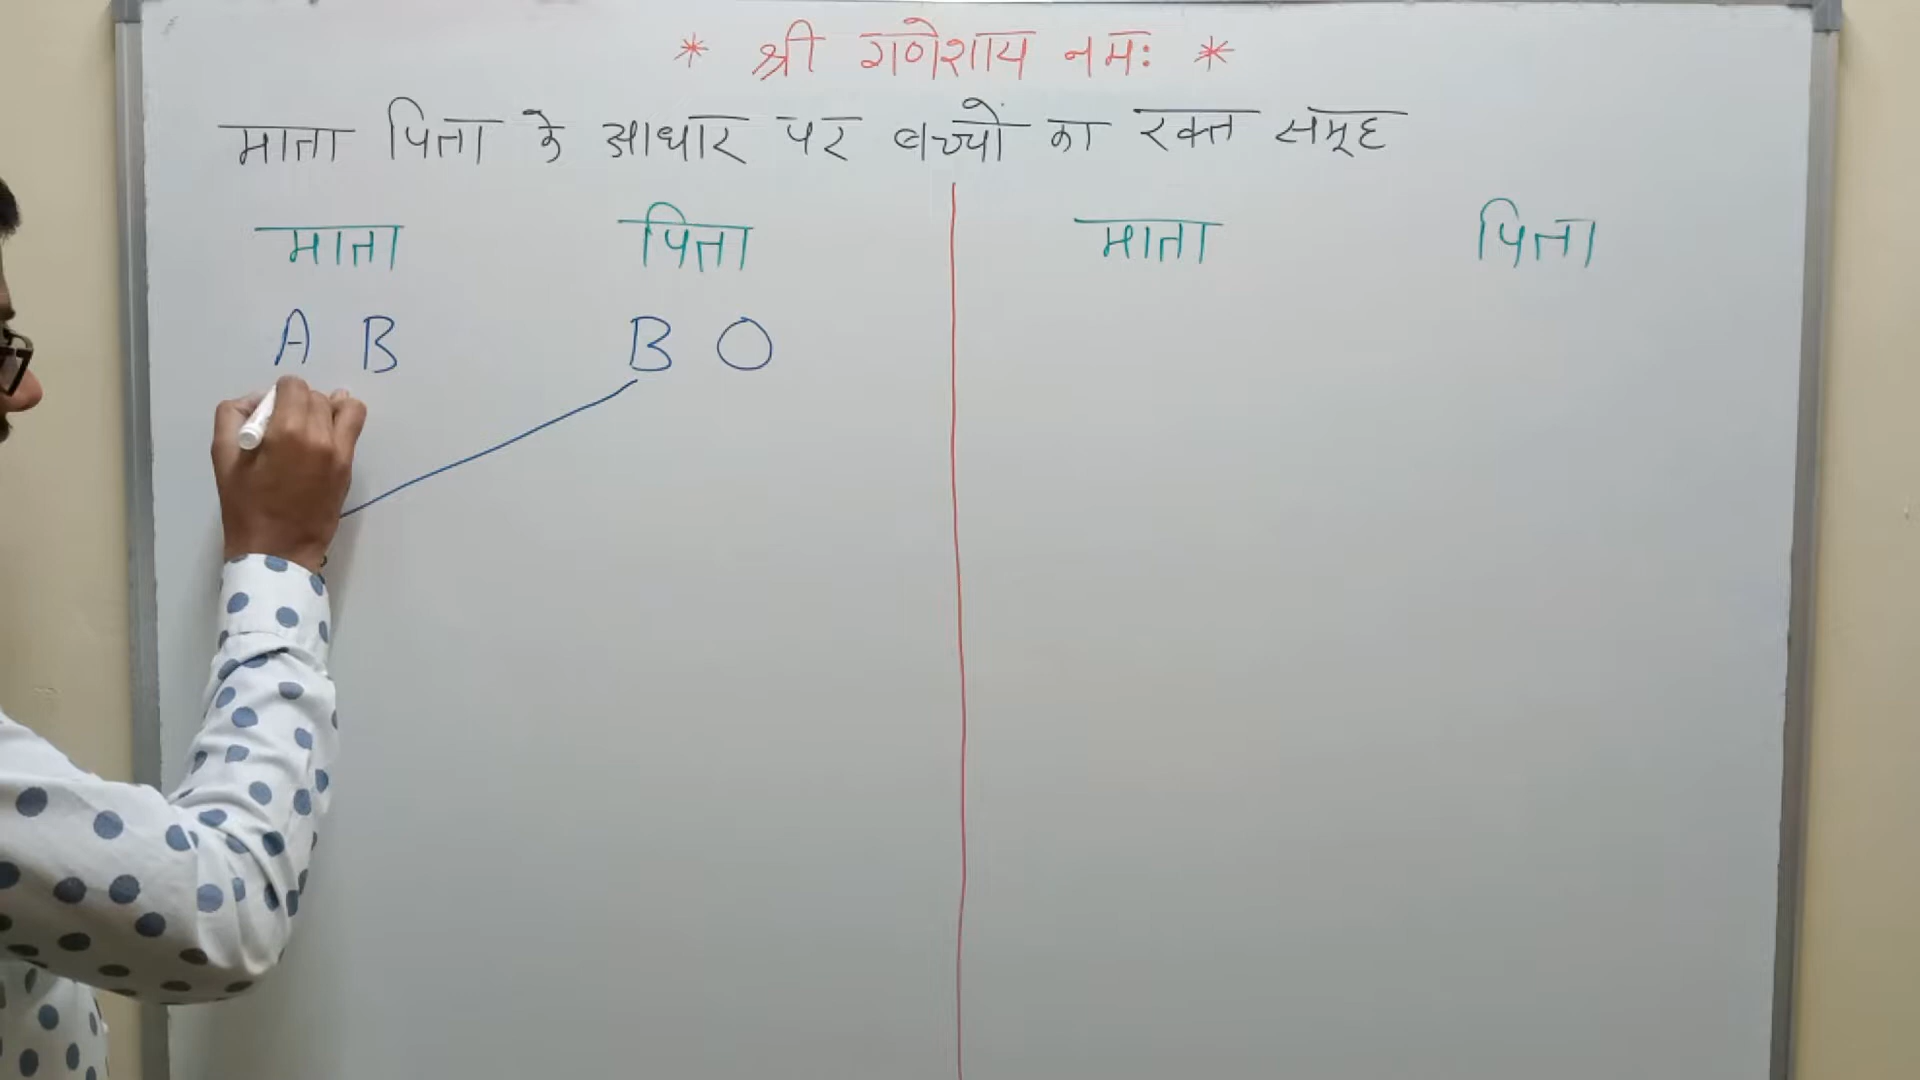 * श्री गणेशाय नमः *
माता पिता के आधार पर बच्चों का रक्त समूह
माता पिता माता पिता
A B B O